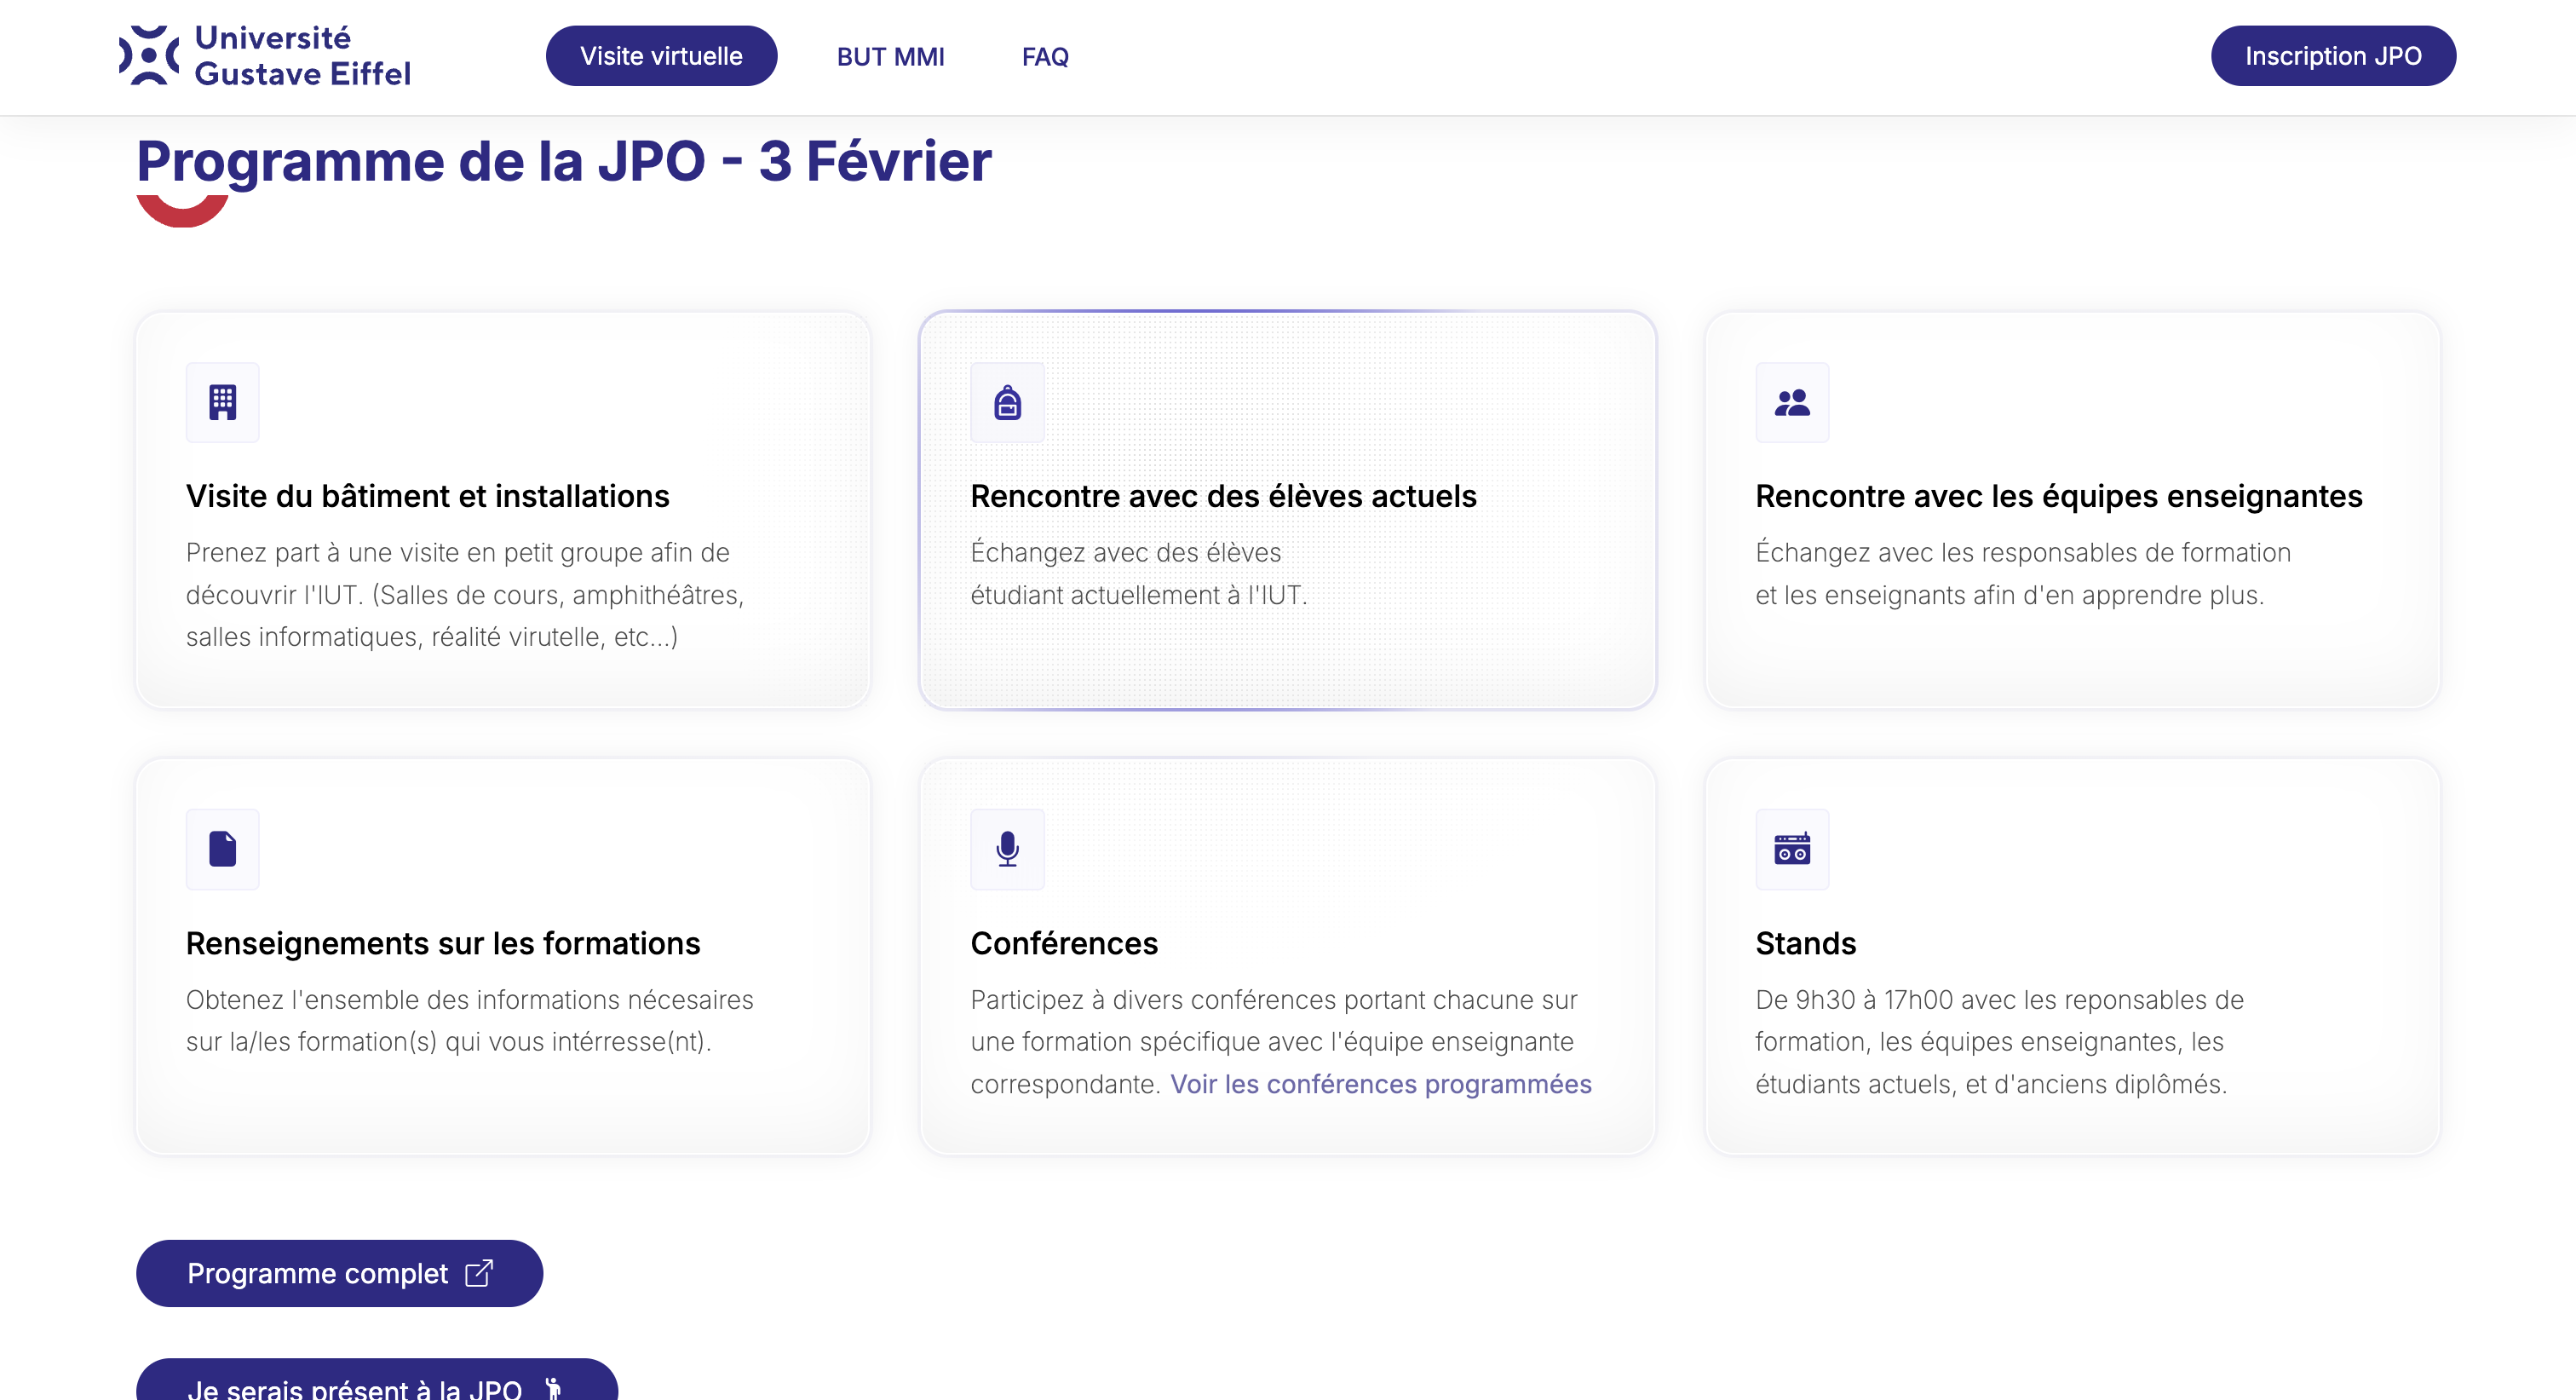 Université
Gustave Eiffel
Visite virtuelle
BUT MMI
FAQ
Inscription JPO
Programme de la JPO - 3 Février
Visite du bâtiment et installations
Prenez part à une visite en petit groupe afin de
découvrir l'IUT. (Salles de cours, amphithéâtres,
salles informatiques, réalité virutelle, etc...)
Rencontre avec des élèves actuels
Échangez avec des élèves
étudiant actuellement à l'IUT.
Rencontre avec les équipes enseignantes
Échangez avec les responsables de formation
et les enseignants afin d'en apprendre plus.
Renseignements sur les formations
Obtenez l'ensemble des informations nécesaires
sur la/les formation(s) qui vous intérresse(nt).
Conférences
Participez à divers conférences portant chacune sur
une formation spécifique avec l'équipe enseignante
correspondante. Voir les conférences programmées
Stands
De 9h30 à 17h00 avec les reponsables de
formation, les équipes enseignantes, les
étudiants actuels, et d'anciens diplômés.
Programme complet
Je serais présent à la JPO